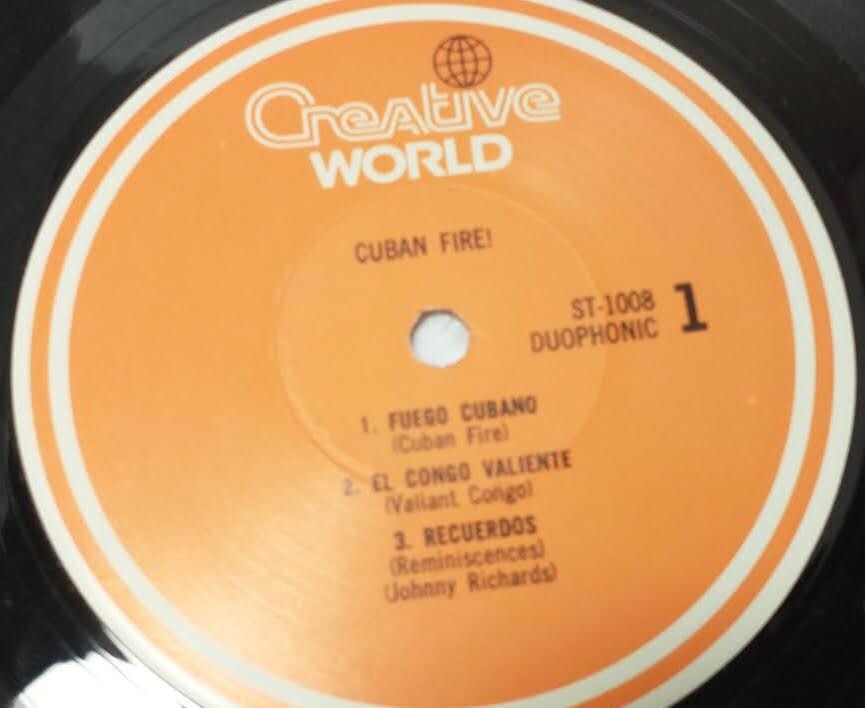 Creative
WORLD
CUBAN FIRE!
ST-1008 1
DUOPHONIC
1. FUEGO CUBANO
(Cuban Fire)
2. EL CONGO VALIENTE
(Valiant Congo)
3. RECUERDOS
(Reminiscences)
(Johnny Richards)